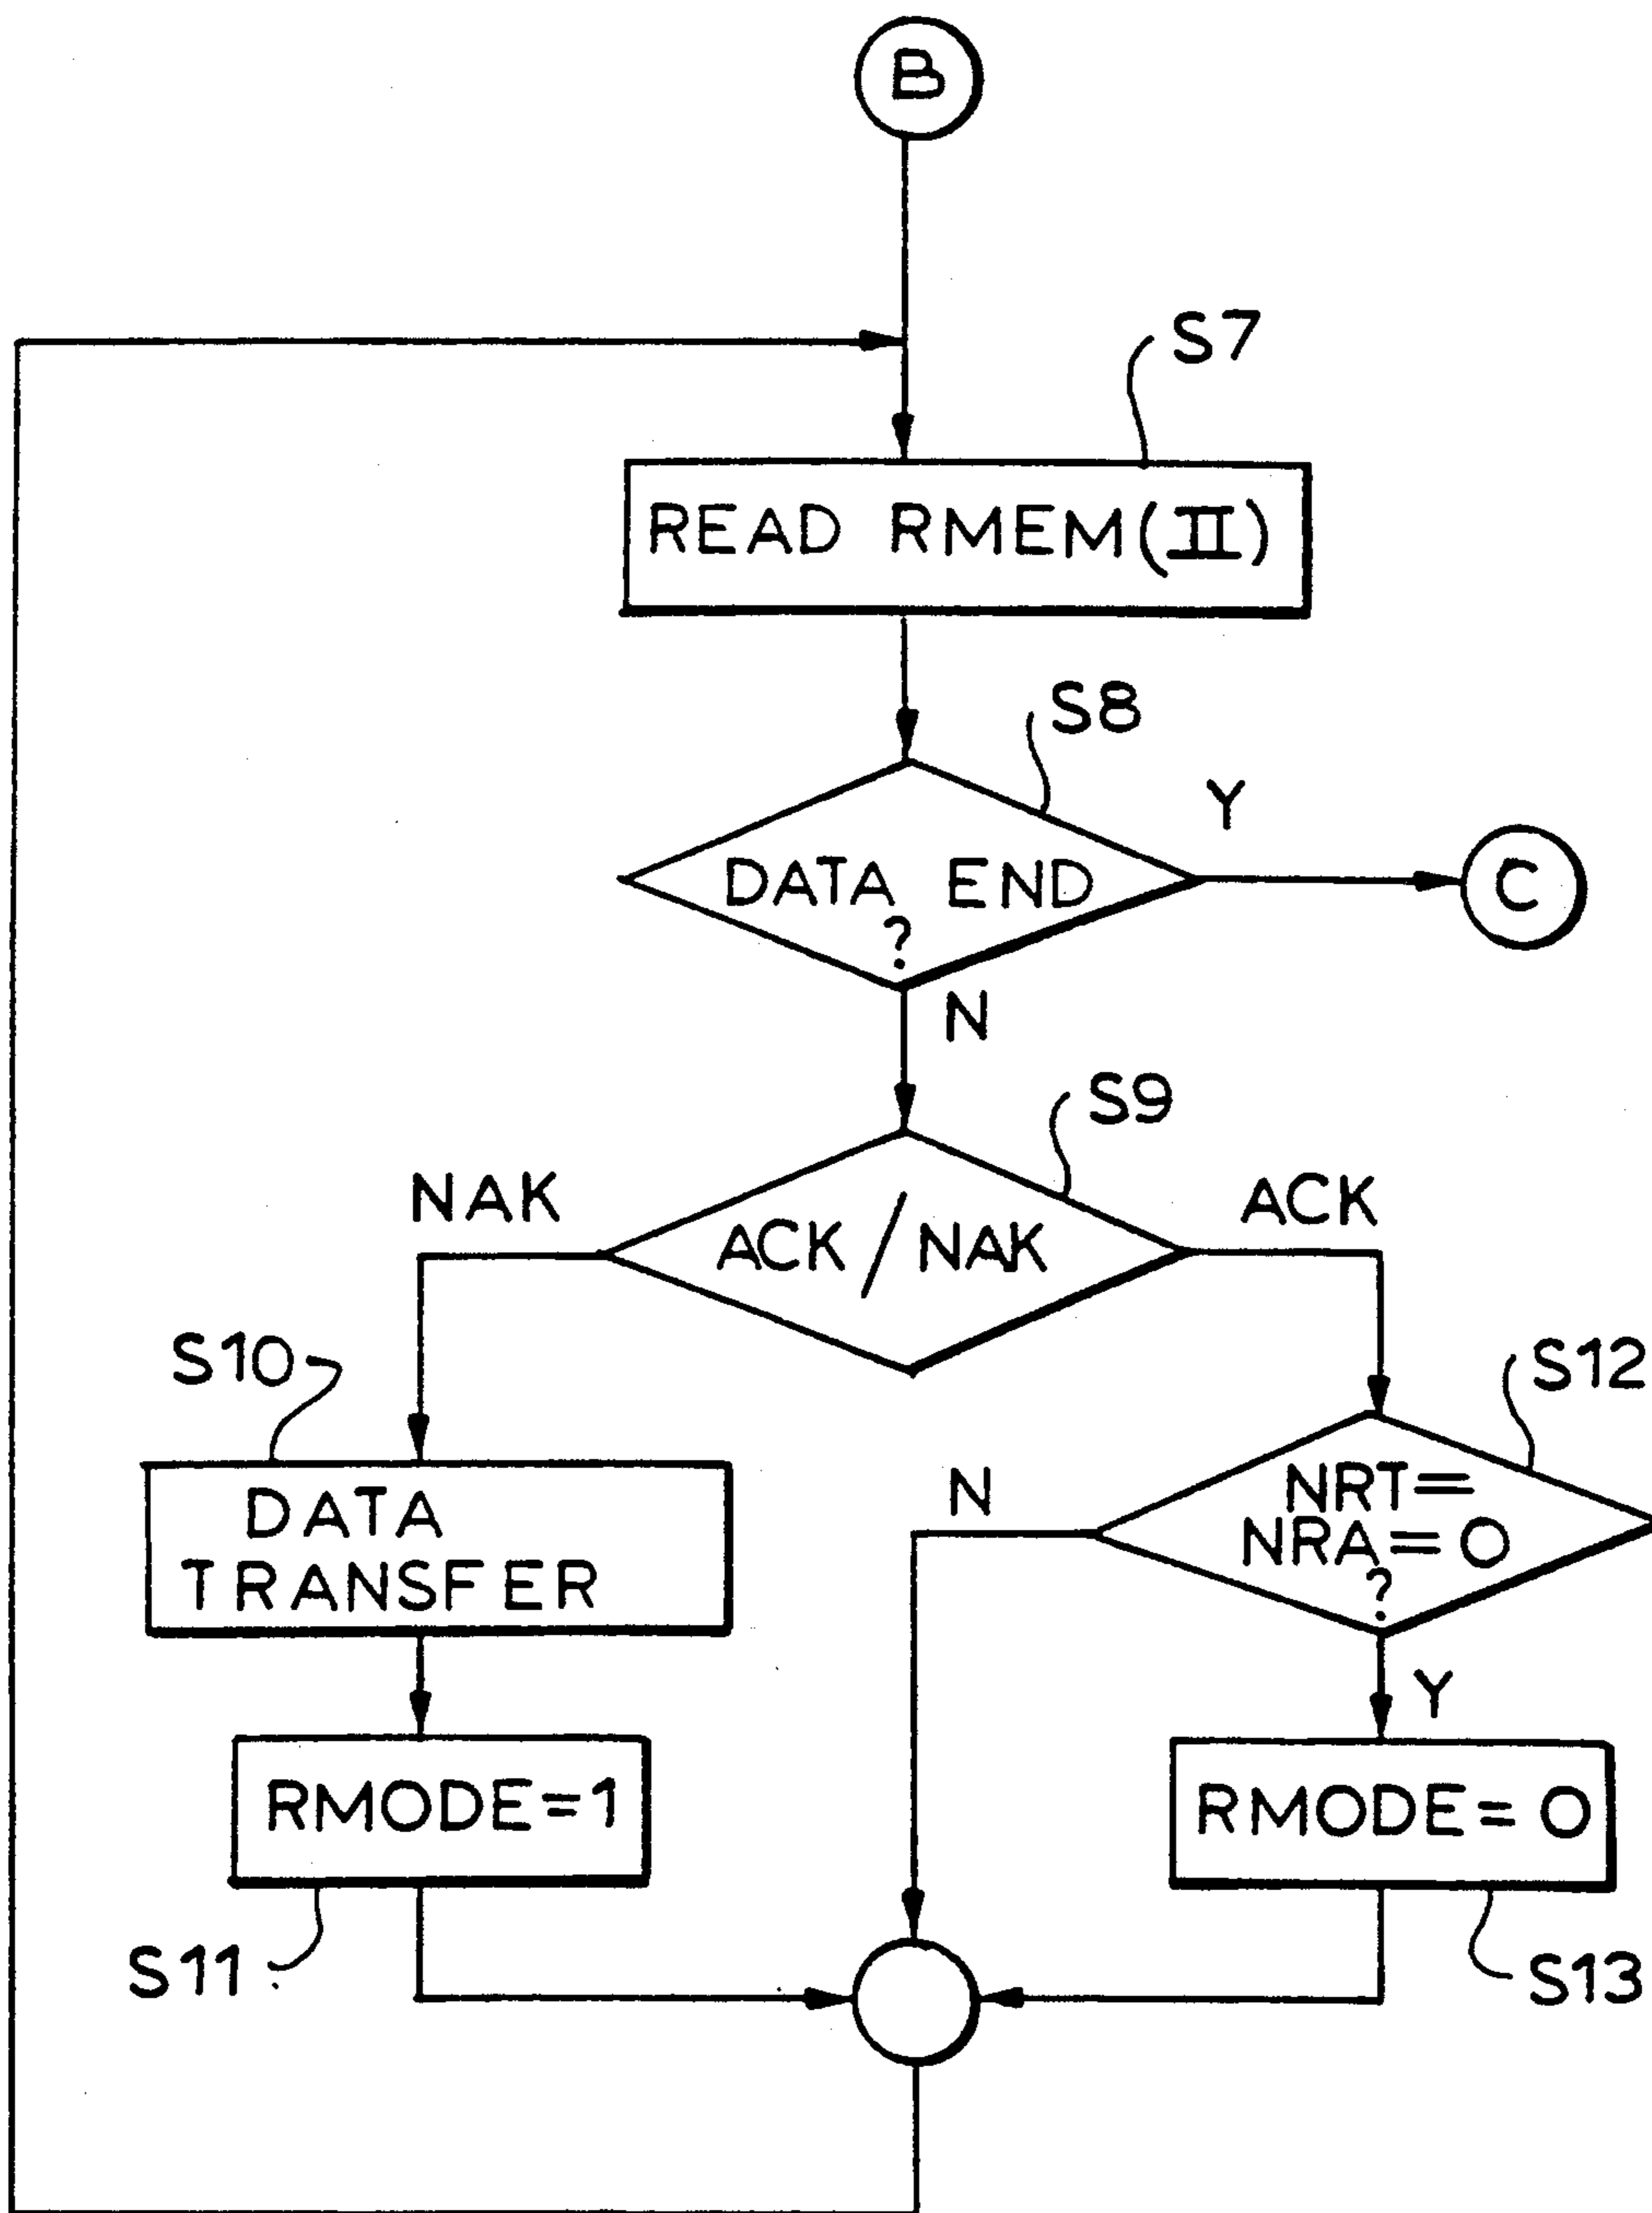 B
S7
READ RMEM(II)
S8
Y
DATA END
?
C
N
S9
NAK
ACK/NAK
ACK
S10
S12
DATA
TRANSFER
N
NRT=
NRA=0
?
Y
RMODE=1
RMODE=0
S11
S13